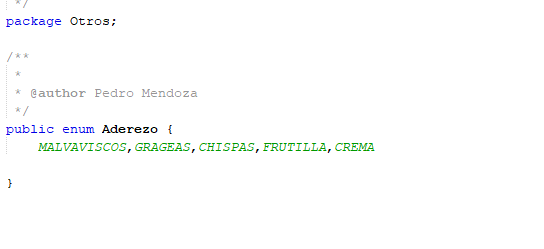 */
package Otros;
/**
*
* @author Pedro Mendoza
*/
public enum Aderezo {
MALVAVISCOS,GRAGEAS,CHISPAS,FRUTILLA,CREMA
}